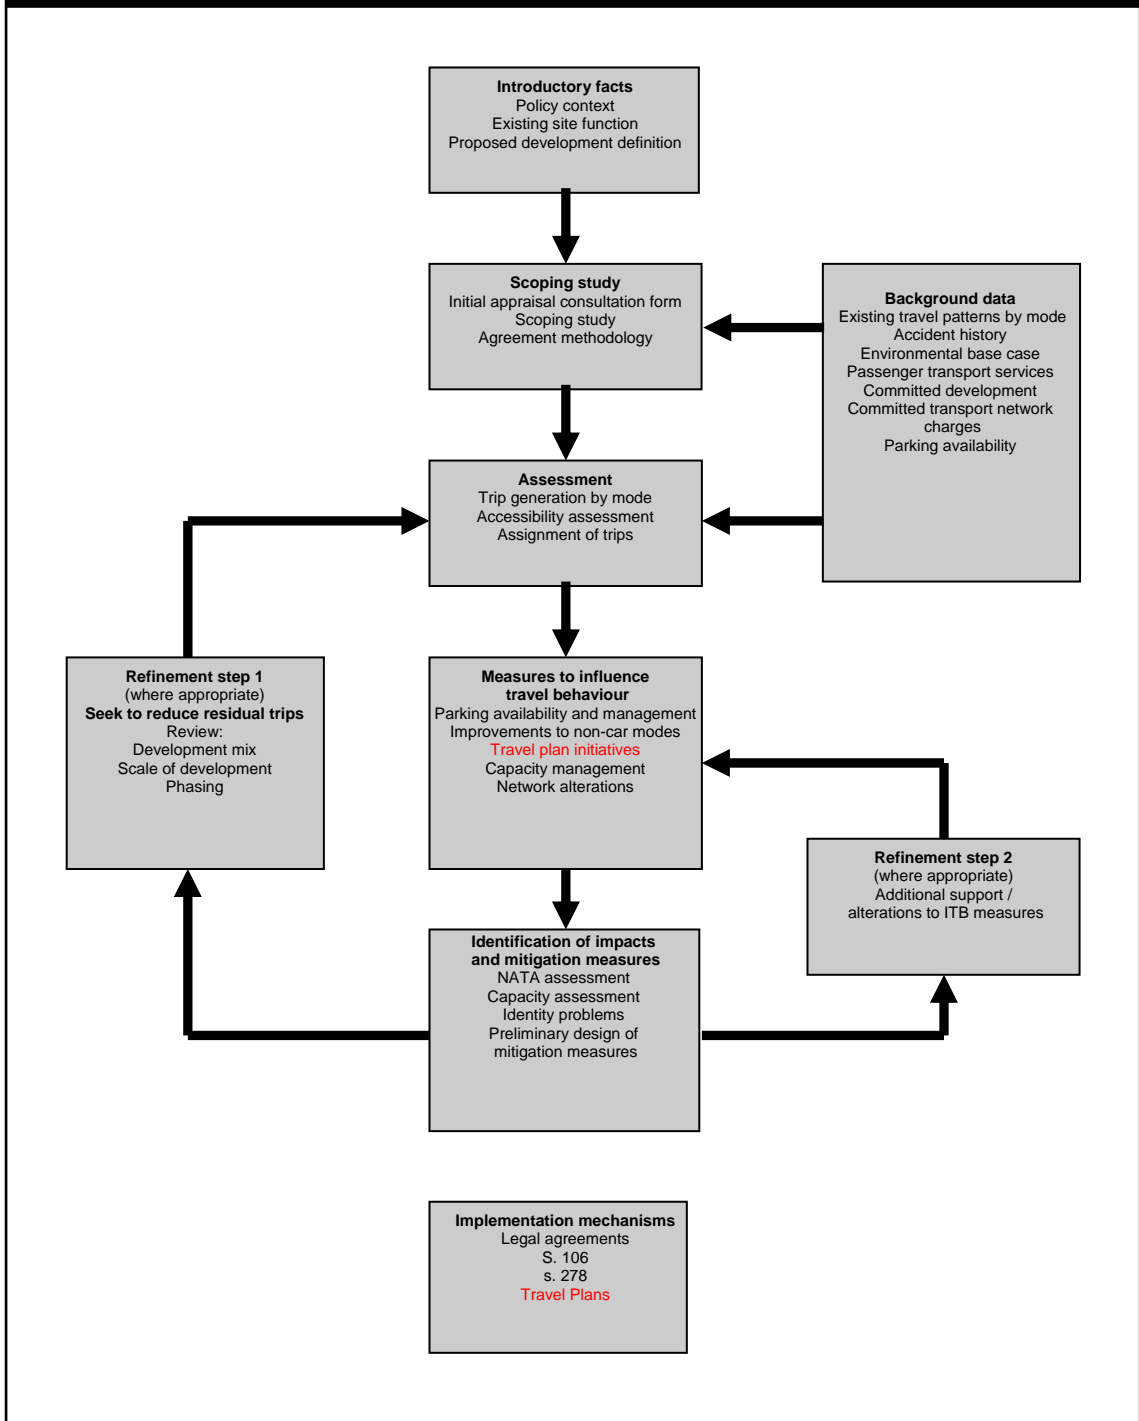 Introductory facts
Policy context
Existing site function
Proposed development definition
Scoping study
Initial appraisal consultation form
Scoping study
Agreement methodology
Background data
Existing travel patterns by mode
Accident history
Environmental base case
Passenger transport services
Committed development
Committed transport network
charges
Parking availability
Assessment
Trip generation by mode
Accessibility assessment
Assignment of trips
Refinement step 1
(where appropriate)
Seek to reduce residual trips
Review:
Development mix
Scale of development
Phasing
Measures to influence
travel behaviour
Parking availability and management
Improvements to non-car modes
Travel plan initiatives
Capacity management
Network alterations
Refinement step 2
(where appropriate)
Additional support /
alterations to ITB measures
Identification of impacts
and mitigation measures
NATA assessment
Capacity assessment
Identity problems
Preliminary design of
mitigation measures
Implementation mechanisms
Legal agreements
S. 106
s. 278
Travel Plans